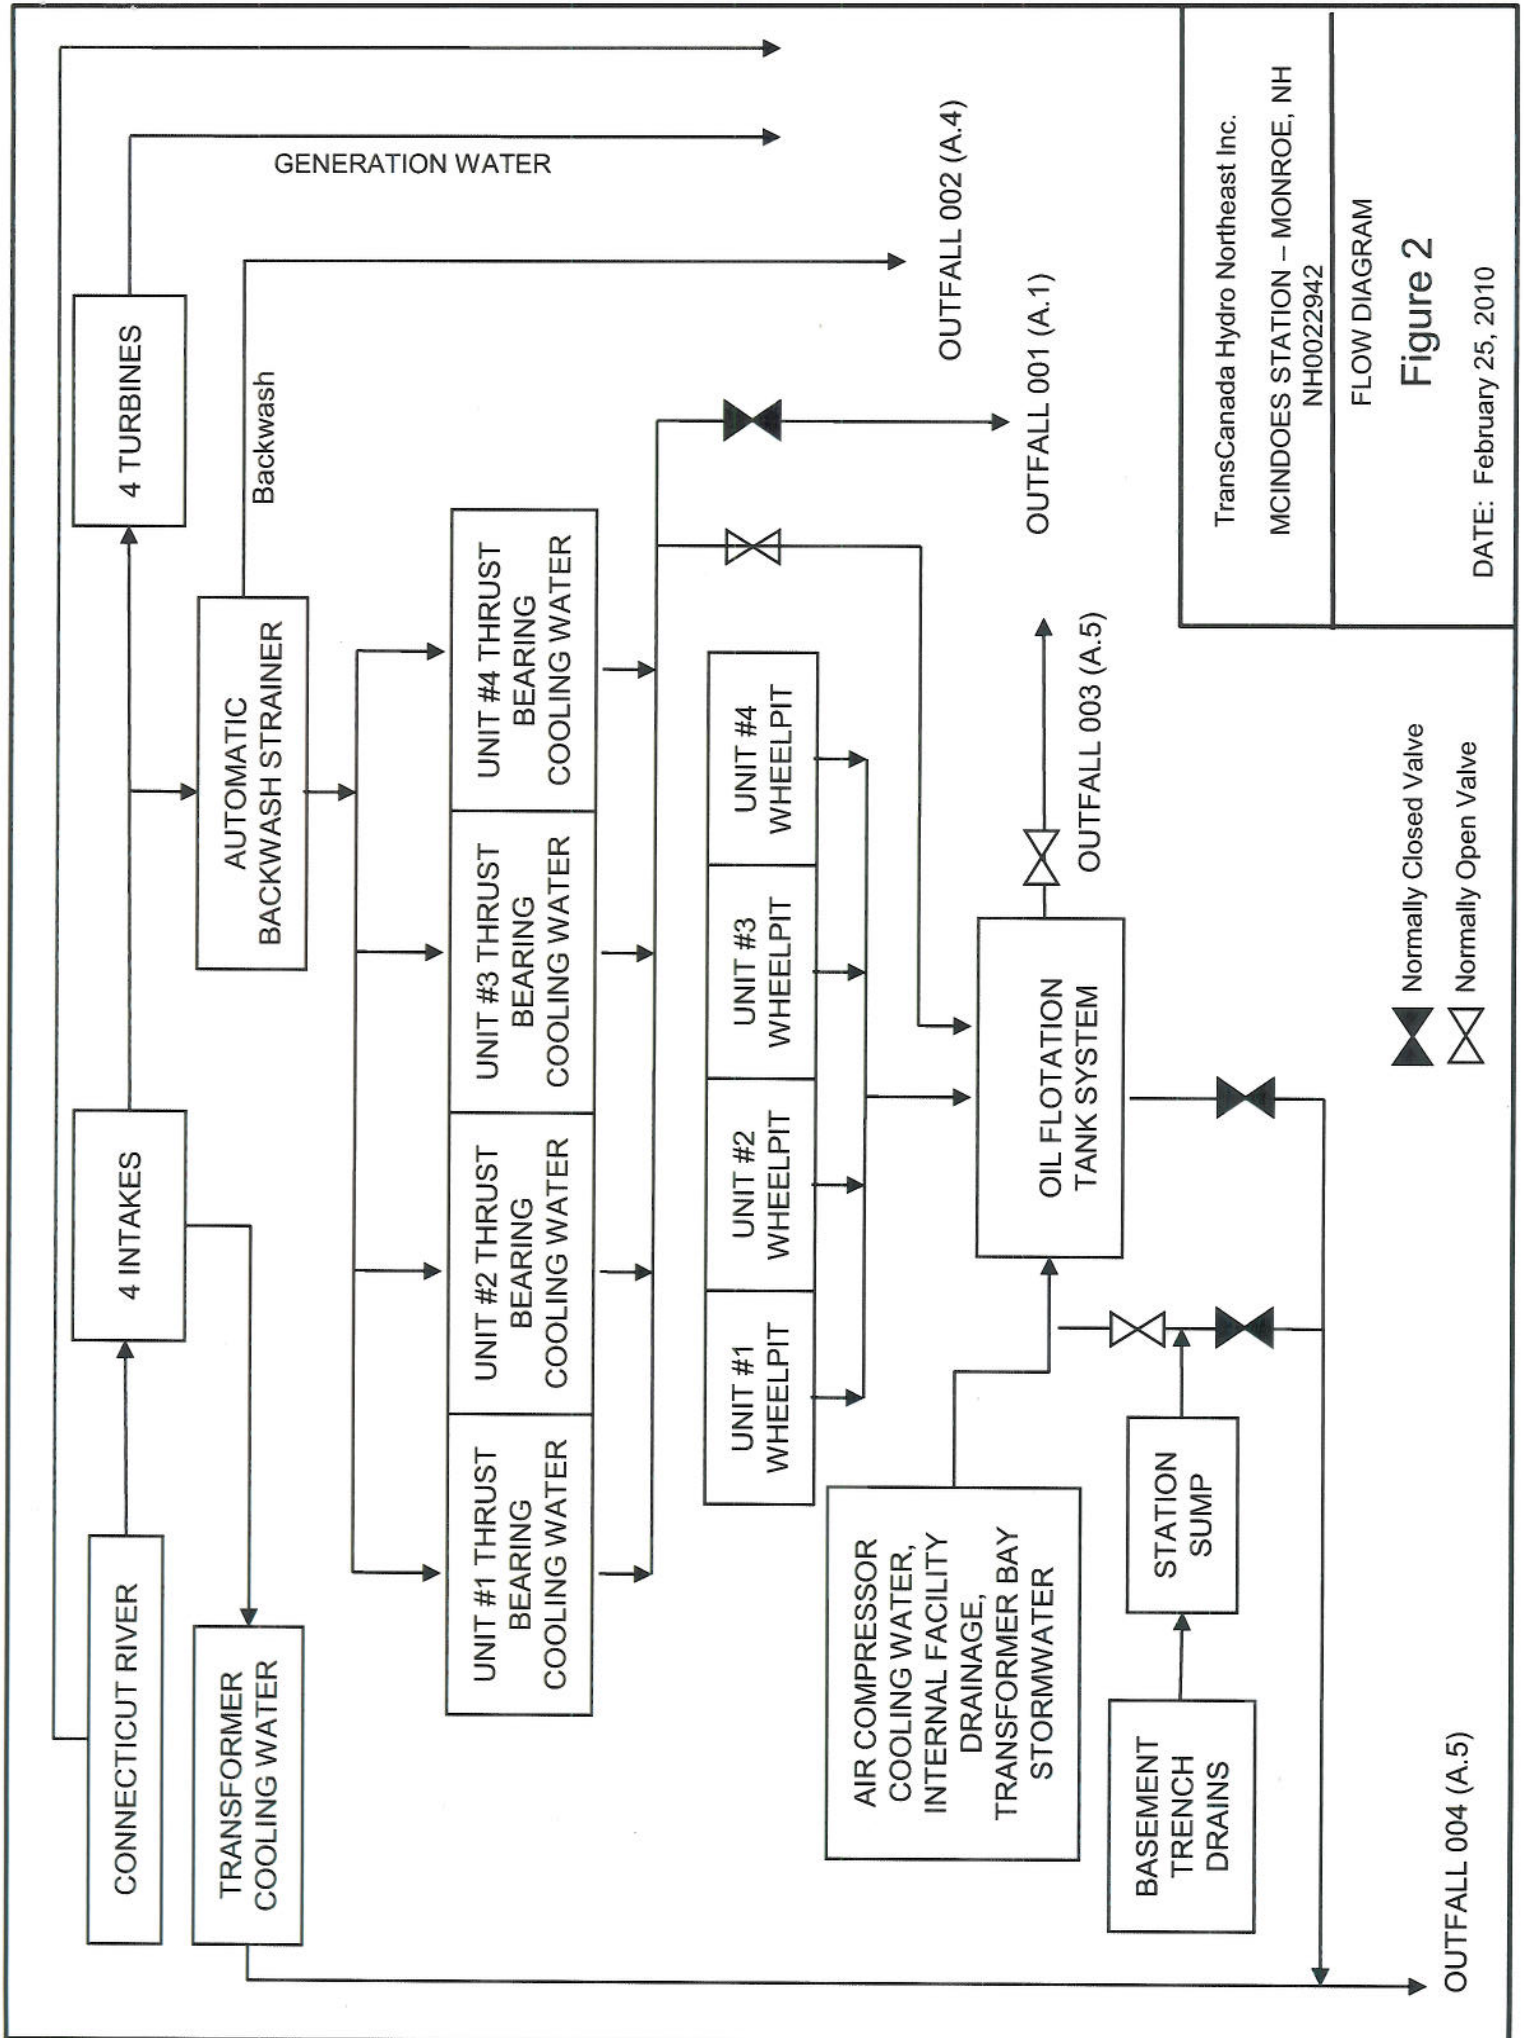 CONNECTICUT RIVER
4 INTAKES
4 TURBINES
GENERATION WATER
TRANSFORMER
COOLING WATER
AUTOMATIC
BACKWASH STRAINER
Backwash
OUTFALL 002 (A.4)
UNIT #1 THRUST
BEARING
COOLING WATER
UNIT #2 THRUST
BEARING
COOLING WATER
UNIT #3 THRUST
BEARING
COOLING WATER
UNIT #4 THRUST
BEARING
COOLING WATER
OUTFALL 001 (A.1)
UNIT #1
WHEELPIT
UNIT #2
WHEELPIT
UNIT #3
WHEELPIT
UNIT #4
WHEELPIT
AIR COMPRESSOR
COOLING WATER,
INTERNAL FACILITY
DRAINAGE,
TRANSFORMER BAY
STORMWATER
OIL FLOTATION
TANK SYSTEM
OUTFALL 003 (A.5)
BASEMENT
TRENCH
DRAINS
STATION
SUMP
OUTFALL 004 (A.5)
Normally Closed Valve
Normally Open Valve
TransCanada Hydro Northeast Inc.
MCINDOES STATION – MONROE, NH
NH0022942
FLOW DIAGRAM
Figure 2
DATE: February 25, 2010